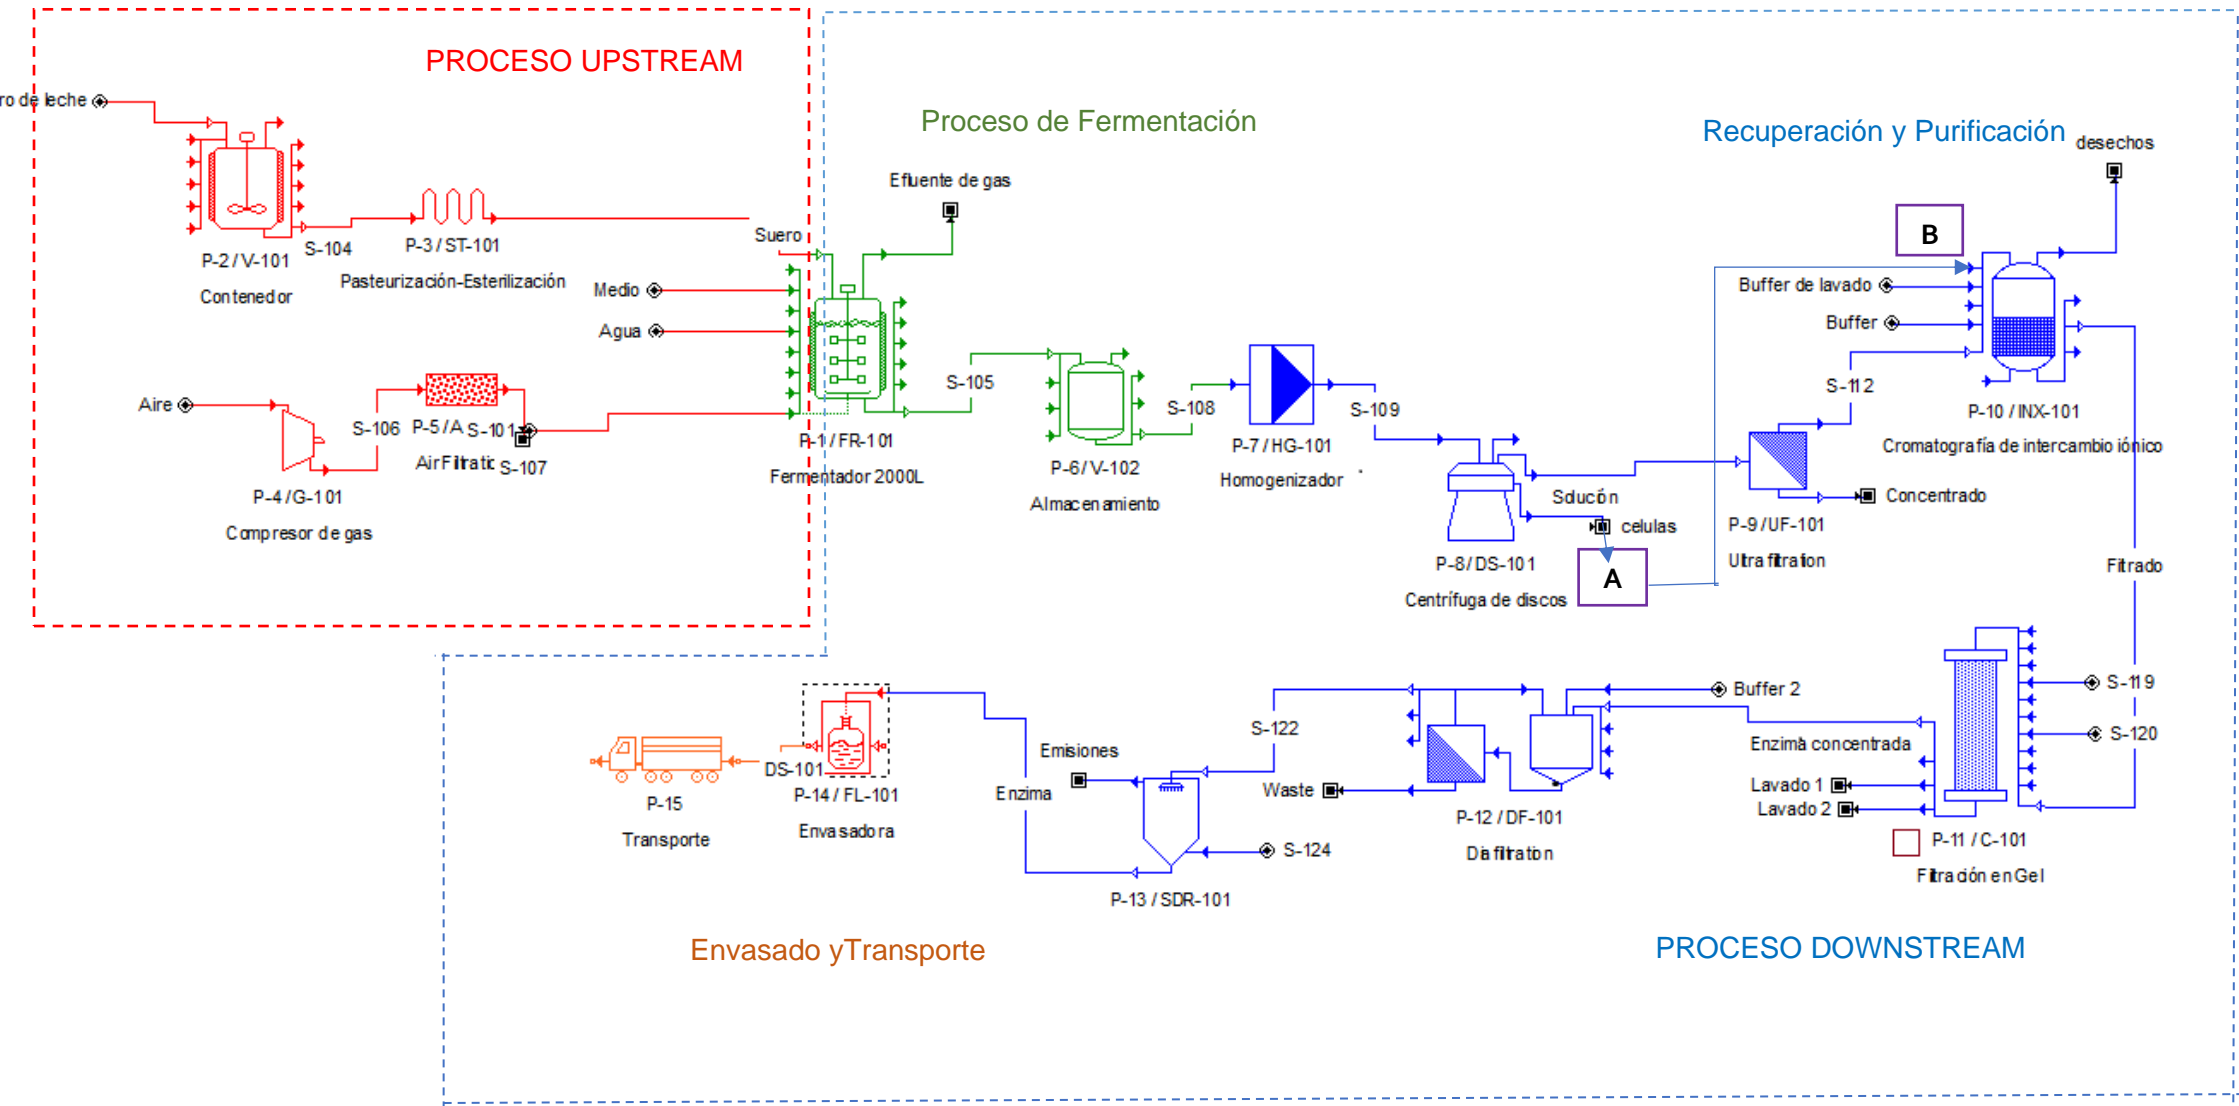 PROCESO UPSTREAM
ro de leche
P-2 / V-101
Contenedor
S-104
P-3 / ST-101
Pasteurización-Esterilización
Suero
Medio
Agua
Aire
S-106
P-5 / A
S-101
Air Filtratic
S-107
P-4 / G-101
Compresor de gas
Proceso de Fermentación
Efluente de gas
P-1 / FR-101
Fermentador 2000L
S-105
P-6 / V-102
Almacenamiento
S-108
P-7 / HG-101
Homogenizador
S-109
Recuperación y Purificación
desechos
B
Buffer de lavado
Buffer
S-112
P-10 / INX-101
Cromatografía de intercambio iónico
P-8 / DS-101
Centrífuga de discos
Solución
celulas
A
P-9 / UF-101
Ultrafiltration
Concentrado
Filtrado
S-119
S-120
P-11 / C-101
Filtración en Gel
Buffer 2
Enzima concentrada
Lavado 1
Lavado 2
P-12 / DF-101
Diafiltration
Waste
S-122
Emisiones
Enzima
S-124
P-13 / SDR-101
DS-101
P-14 / FL-101
Envasadora
P-15
Transporte
Envasado yTransporte
PROCESO DOWNSTREAM